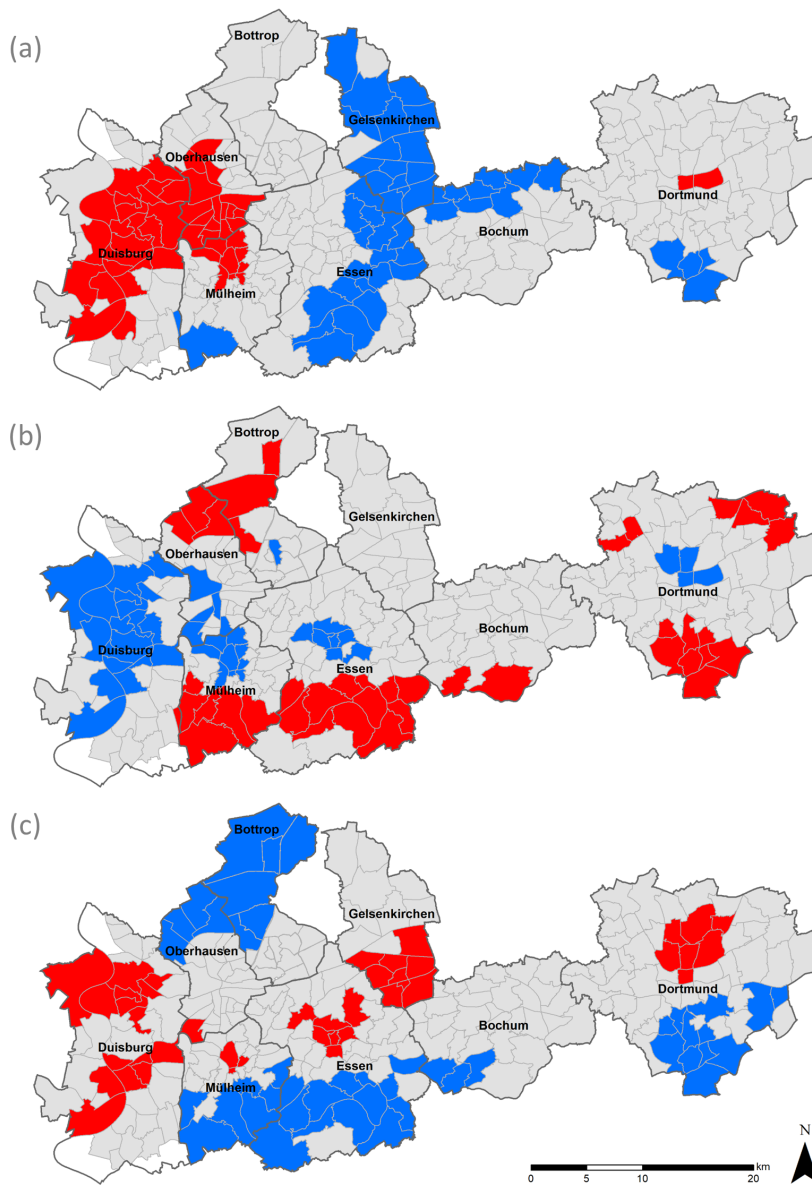 (a)
Bottrop
Gelsenkirchen
Oberhausen
Dortmund
Bochum
Duisburg
Essen
Mülheim
(b)
Bottrop
Gelsenkirchen
Oberhausen
Dortmund
Bochum
Duisburg
Essen
Mülheim
(c)
Bottrop
Gelsenkirchen
Oberhausen
Dortmund
Bochum
Duisburg
Essen
Mülheim
N
km
0 5 10 20